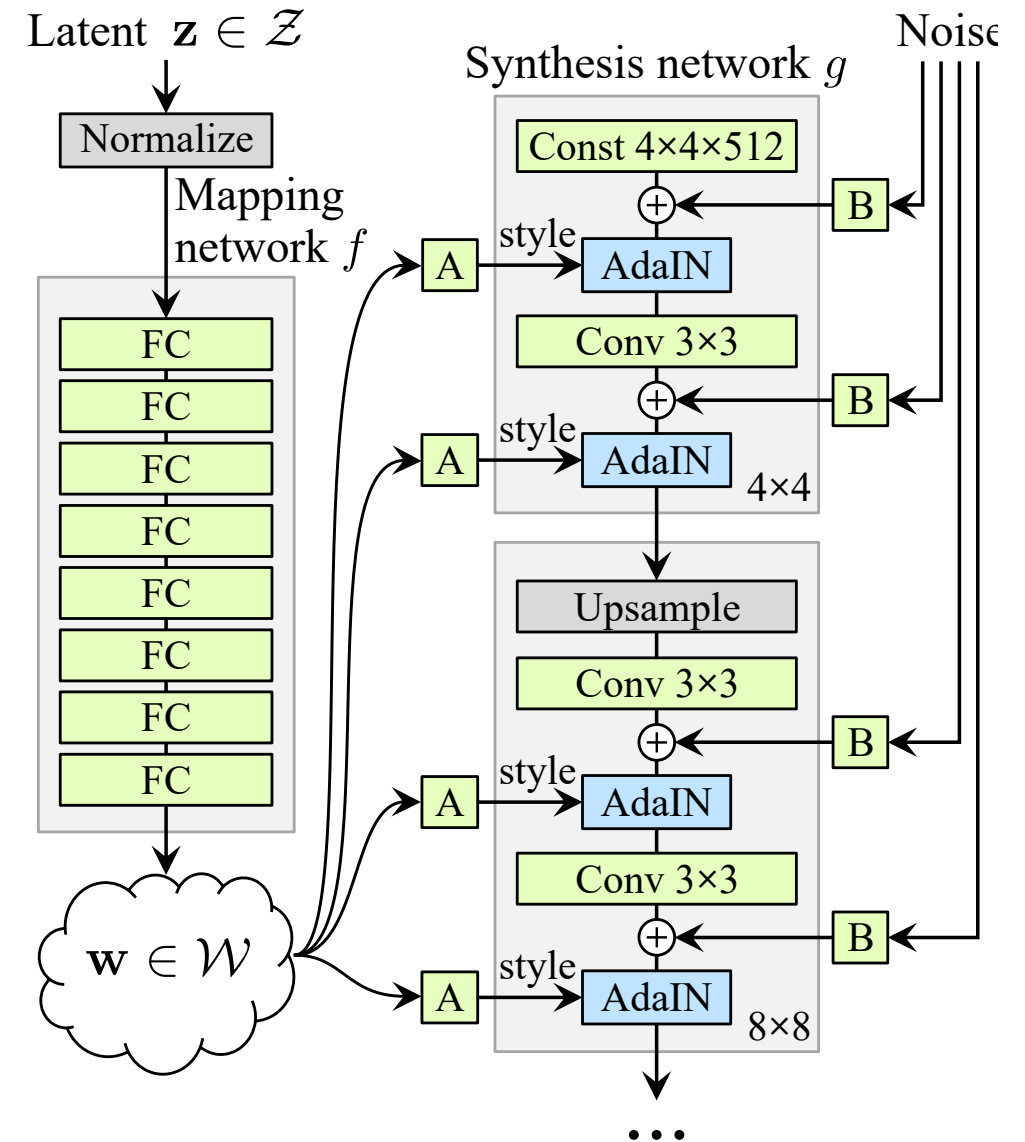 Latent z ∈ 𝒵
Normalize
Mapping
network f
FC
FC
FC
FC
FC
FC
FC
FC
w ∈ 𝒲
Synthesis network g
Noise
Const 4×4×512
B
style
A
AdaIN
Conv 3×3
B
style
A
AdaIN
4×4
Upsample
Conv 3×3
B
style
A
AdaIN
Conv 3×3
B
style
A
AdaIN
8×8
...